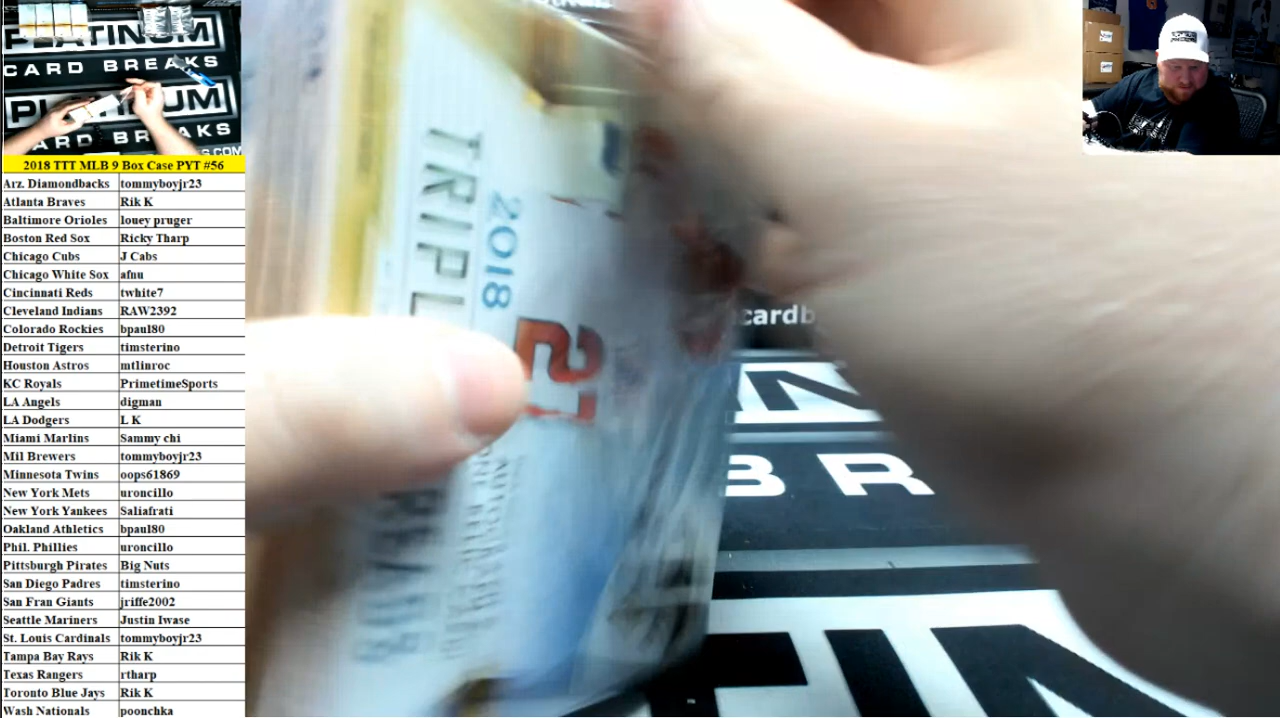 PLATINUM
CARD BREAKS
PLATINUM
CARD BREAKS
S.COM
2018 TTT MLB 9 Box Case PYT #56
Arz. Diamondbacks tommyboyjr23
Atlanta Braves Rik K
Baltimore Orioles louey pruger
Boston Red Sox Ricky Tharp
Chicago Cubs J Cabs
Chicago White Sox afnu
Cincinnati Reds twhite7
Cleveland Indians RAW2392
Colorado Rockies bpaul80
Detroit Tigers timsterino
Houston Astros mtlinroc
KC Royals PrimetimeSports
LA Angels digman
LA Dodgers L K
Miami Marlins Sammy chi
Mil Brewers tommyboyjr23
Minnesota Twins oops61869
New York Mets uroncillo
New York Yankees Saliafrati
Oakland Athletics bpaul80
Phil. Phillies uroncillo
Pittsburgh Pirates Big Nuts
San Diego Padres timsterino
San Fran Giants jriffe2002
Seattle Mariners Justin Iwase
St. Louis Cardinals tommyboyjr23
Tampa Bay Rays Rik K
Texas Rangers rtharp
Toronto Blue Jays Rik K
Wash Nationals poonchka
2018
TRIPL
27
cardb
B R